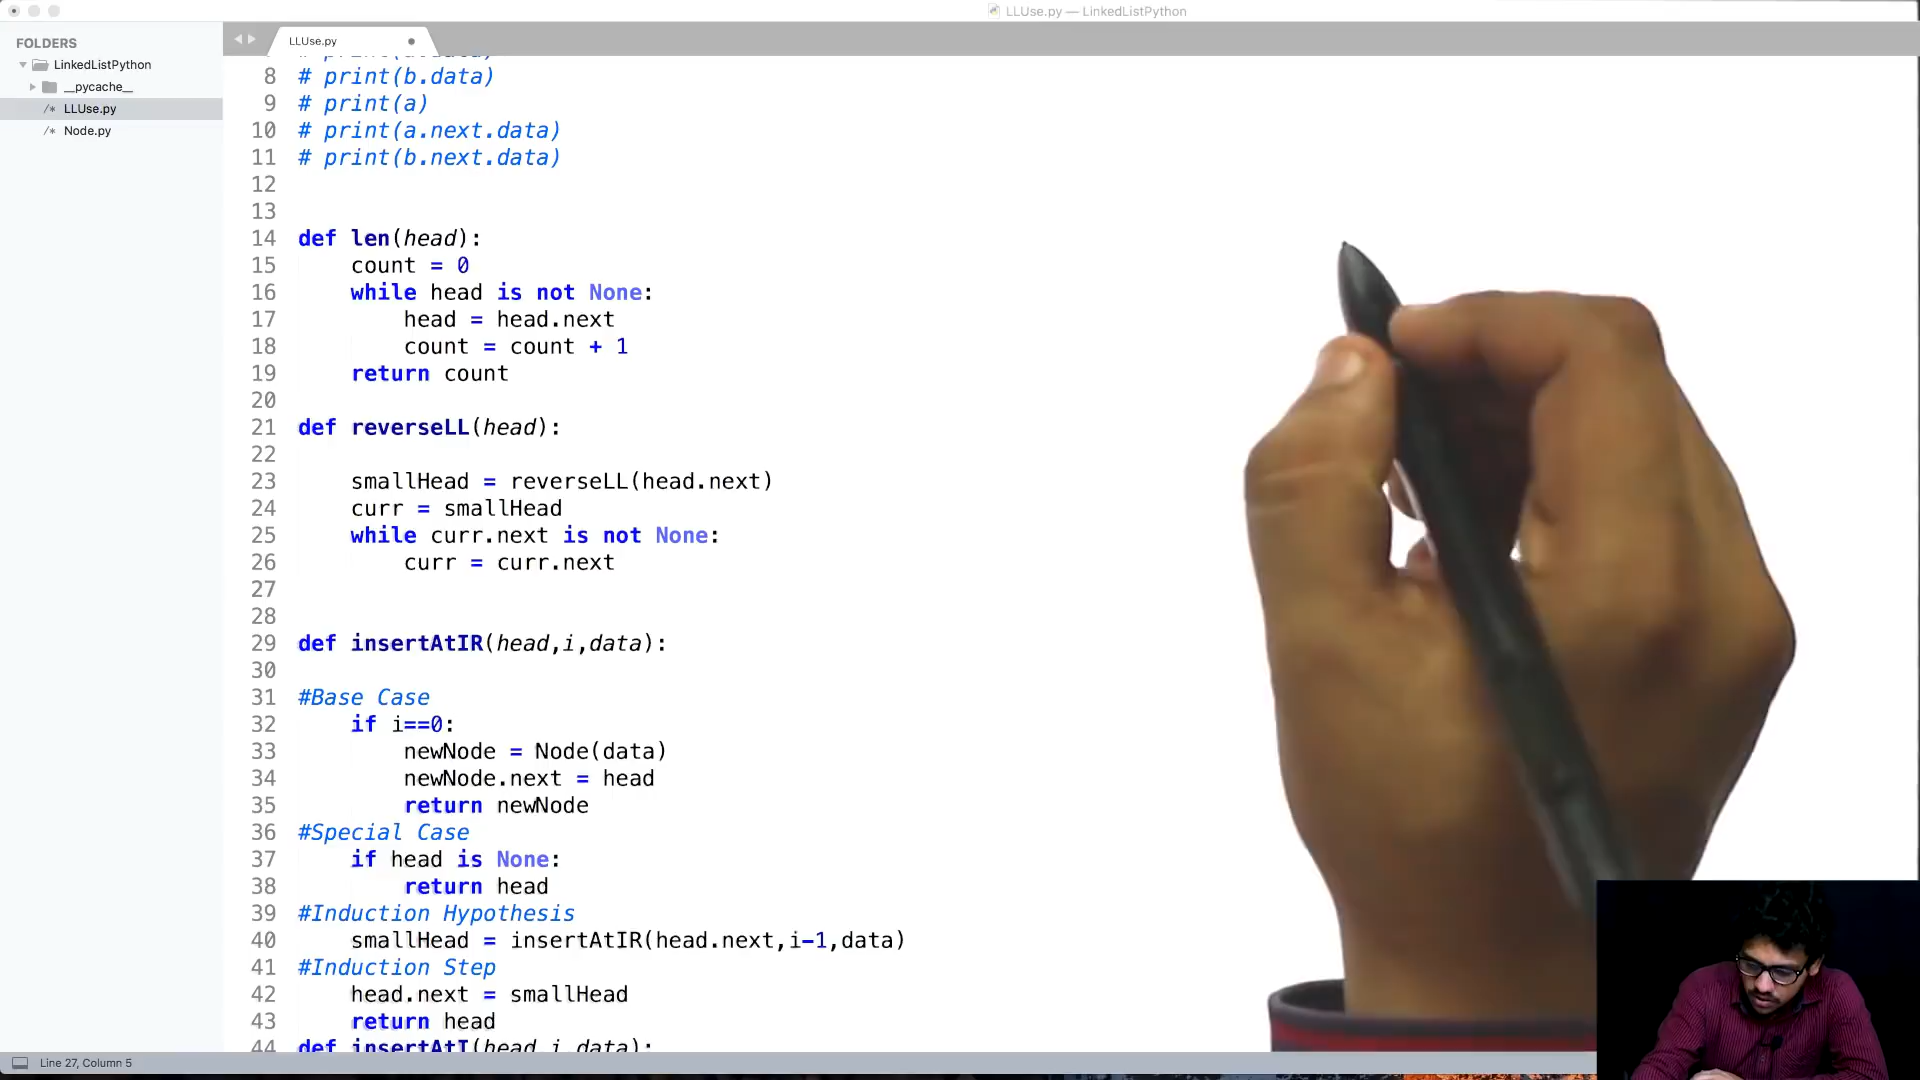 LLUse.py — LinkedListPython
FOLDERS
LinkedListPython
__pycache__
/* LLUse.py
/* Node.py
LLUse.py
8 # print(b.data)
9 # print(a)
10 # print(a.next.data)
11 # print(b.next.data)
12
13
14 def len(head):
15 count = 0
16 while head is not None:
17 head = head.next
18 count = count + 1
19 return count
20
21 def reverseLL(head):
22
23 smallHead = reverseLL(head.next)
24 curr = smallHead
25 while curr.next is not None:
26 curr = curr.next
27
28
29 def insertAtIR(head,i,data):
30
31 #Base Case
32 if i==0:
33 newNode = Node(data)
34 newNode.next = head
35 return newNode
36 #Special Case
37 if head is None:
38 return head
39 #Induction Hypothesis
40 smallHead = insertAtIR(head.next,i-1,data)
41 #Induction Step
42 head.next = smallHead
43 return head
44 def insertAtI(head,i,data):
Line 27, Column 5